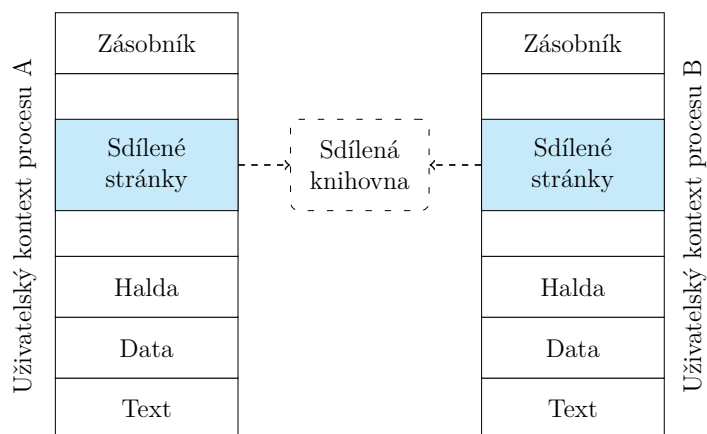 Uživatelský kontext procesu A
Zásobník
Sdílené
stránky
Halda
Data
Text
Sdílená
knihovna
Zásobník
Sdílené
stránky
Halda
Data
Text
Uživatelský kontext procesu B